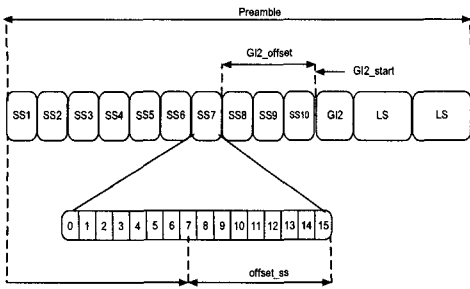 Preamble
GI2_offset
GI2_start
SS1 SS2 SS3 SS4 SS5 SS6 SS7 SS8 SS9 SS10 GI2 LS LS
0 1 2 3 4 5 6 7 8 9 10 11 12 13 14 15
offset_ss